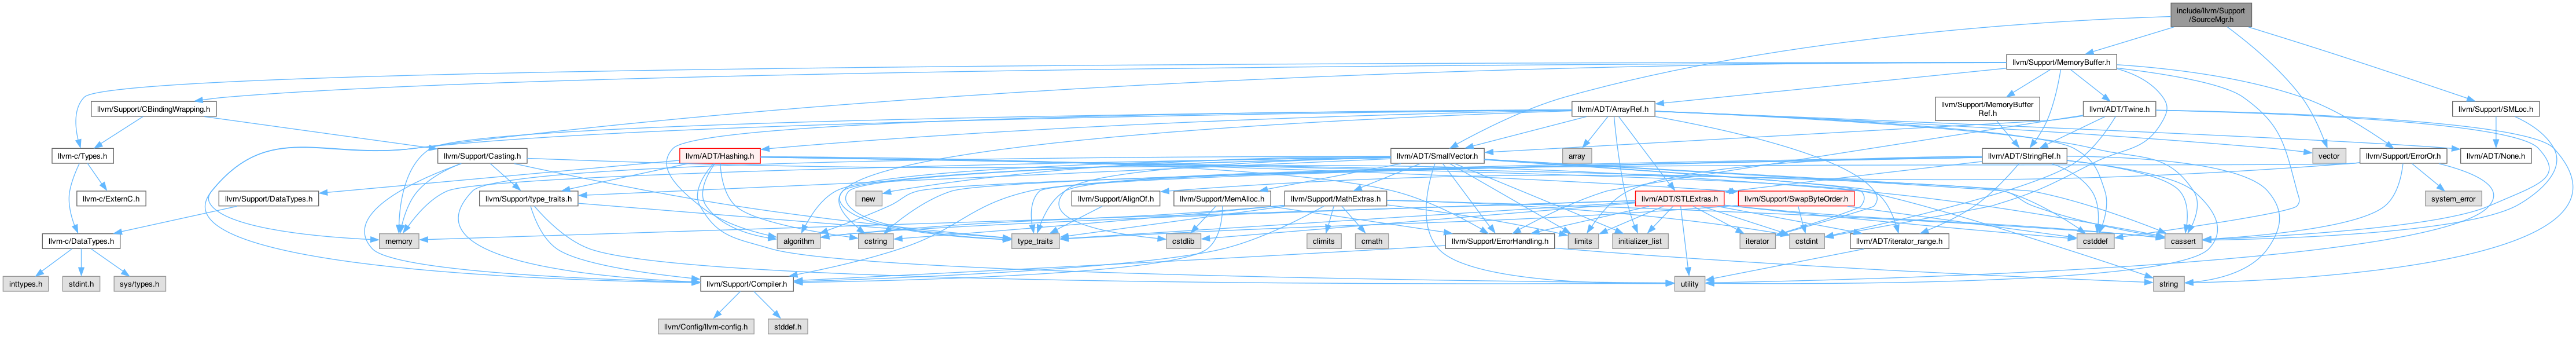 include/llvm/Support
/SourceMgr.h
llvm/Support/MemoryBuffer.h
llvm/Support/CBindingWrapping.h
llvm/ADT/ArrayRef.h
llvm/Support/MemoryBuffer
Ref.h
llvm/ADT/Twine.h
llvm/Support/SMLoc.h
llvm-c/Types.h
llvm/Support/Casting.h
llvm/ADT/Hashing.h
llvm/ADT/SmallVector.h
array
llvm/ADT/StringRef.h
llvm/Support/ErrorOr.h
vector
llvm/ADT/None.h
llvm-c/ExternC.h
llvm/Support/DataTypes.h
llvm/Support/type_traits.h
new
llvm/Support/AlignOf.h
llvm/Support/MemAlloc.h
llvm/Support/MathExtras.h
llvm/ADT/STLExtras.h
llvm/Support/SwapByteOrder.h
system_error
llvm-c/DataTypes.h
memory
algorithm
cstring
type_traits
cstdlib
climits
cmath
llvm/Support/ErrorHandling.h
limits
initializer_list
iterator
cstdint
llvm/ADT/iterator_range.h
cstddef
cassert
inttypes.h
stdint.h
sys/types.h
llvm/Support/Compiler.h
utility
string
llvm/Config/llvm-config.h
stddef.h